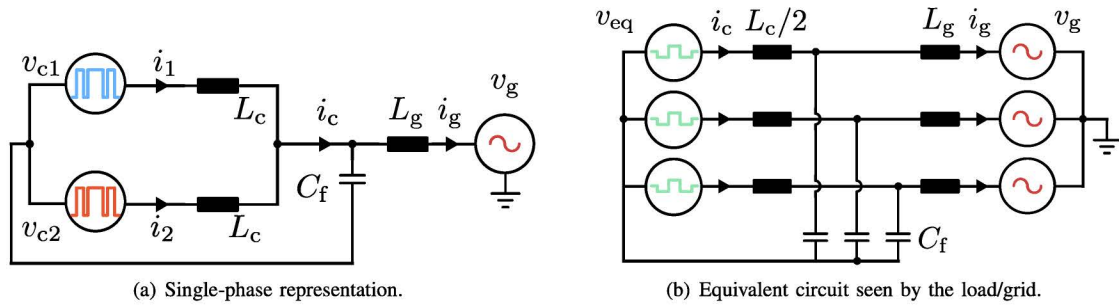 v_c1
i_1
L_c
i_c
L_g
i_g
v_g
C_f
v_c2
i_2
L_c
(a) Single-phase representation.
v_eq
i_c
L_c/2
L_g
i_g
v_g
C_f
(b) Equivalent circuit seen by the load/grid.